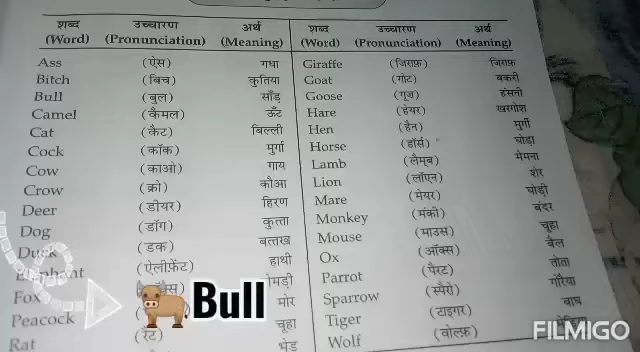 शब्द उच्चारण अर्थ शब्द उच्चारण अर्थ
(Word) (Pronunciation) (Meaning) (Word) (Pronunciation) (Meaning)
Ass (ऐस) गधा
Bitch (बिच) कुतिया
Bull (बुल) साँड़
Camel (कैमल) ऊँट
Cat (कैट) बिल्ली
Cock (कॉक) मुर्गा
Cow (काओ) गाय
Crow (क्रो) कौआ
Deer (डीयर) हिरण
Dog (डॉग) कुत्ता
Duck (डक) बत्तख
(ऐलीफ़ेंट) हाथी
Fox
Peacock मोर
Rat (रैट) चूहा
भेड़
Giraffe (जिराफ़) जिराफ़
Goat (गोट) बकरी
Goose (गूज़) हंसनी
Hare (हेयर) खरगोश
Hen (हैन) मुर्गी
Horse (हॉर्स) घोड़ा
Lamb (लैम्ब) मेमना
Lion (लॉएन) शेर
Mare (मेयर) घोड़ी
Monkey (मंकी) बंदर
Mouse (माउस) चूहा
Ox (ऑक्स) बैल
Parrot (पैरट) तोता
Sparrow (स्पैरो) गौरैया
Tiger (टाइगर) बाघ
Wolf (वोल्फ़)
Bull
FILMIGO